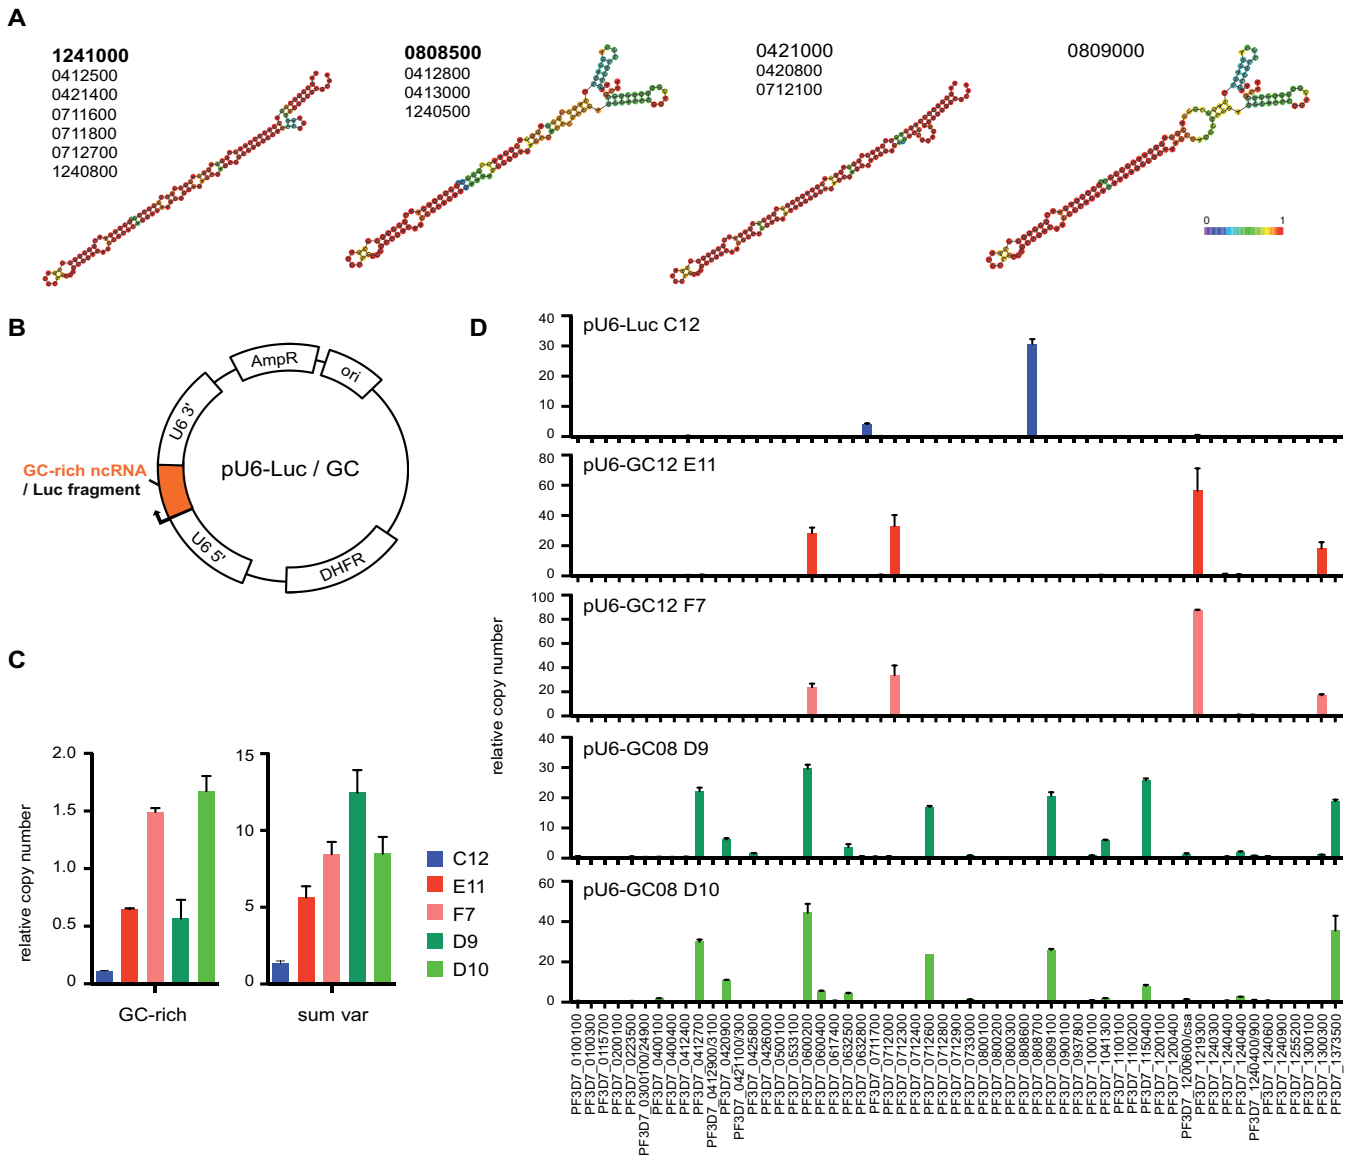 A
1241000
0412500
0421400
0711600
0711800
0712700
1240800
0808500
0412800
0413000
1240500
0421000
0420800
0712100
0809000
0 1
B
AmpR
ori
U6 3'
pU6-Luc / GC
GC-rich ncRNA
/ Luc fragment
U6 5'
DHFR
C
relative copy number
2.0
1.5
1.0
0.5
0
GC-rich
15
10
5
0
sum var
C12
E11
F7
D9
D10
D
relative copy number
pU6-Luc C12
40
30
20
10
0
pU6-GC12 E11
80
60
40
20
0
pU6-GC12 F7
100
80
60
40
20
0
pU6-GC08 D9
40
30
20
10
0
pU6-GC08 D10
60
40
20
0
PF3D7_0100100
PF3D7_0100300
PF3D7_0115700
PF3D7_0200100
PF3D7_0223500
PF3D7_0300100/24900
PF3D7_0400100
PF3D7_0400400
PF3D7_0412400
PF3D7_0412700
PF3D7_0412900/3100
PF3D7_0420900
PF3D7_0421100/300
PF3D7_0425800
PF3D7_0426000
PF3D7_0500100
PF3D7_0533100
PF3D7_0600200
PF3D7_0600400
PF3D7_0617400
PF3D7_0632500
PF3D7_0632800
PF3D7_0711700
PF3D7_0712000
PF3D7_0712300
PF3D7_0712400
PF3D7_0712600
PF3D7_0712800
PF3D7_0712900
PF3D7_0733000
PF3D7_0800100
PF3D7_0800200
PF3D7_0800300
PF3D7_0808600
PF3D7_0808700
PF3D7_0809100
PF3D7_0900100
PF3D7_0937800
PF3D7_1000100
PF3D7_1041300
PF3D7_1100100
PF3D7_1100200
PF3D7_1150400
PF3D7_1200100
PF3D7_1200400
PF3D7_1200600/csa
PF3D7_1219300
PF3D7_1240300
PF3D7_1240400
PF3D7_1240400/900
PF3D7_1240600
PF3D7_1240900
PF3D7_1255200
PF3D7_1300100
PF3D7_1300300
PF3D7_1373500